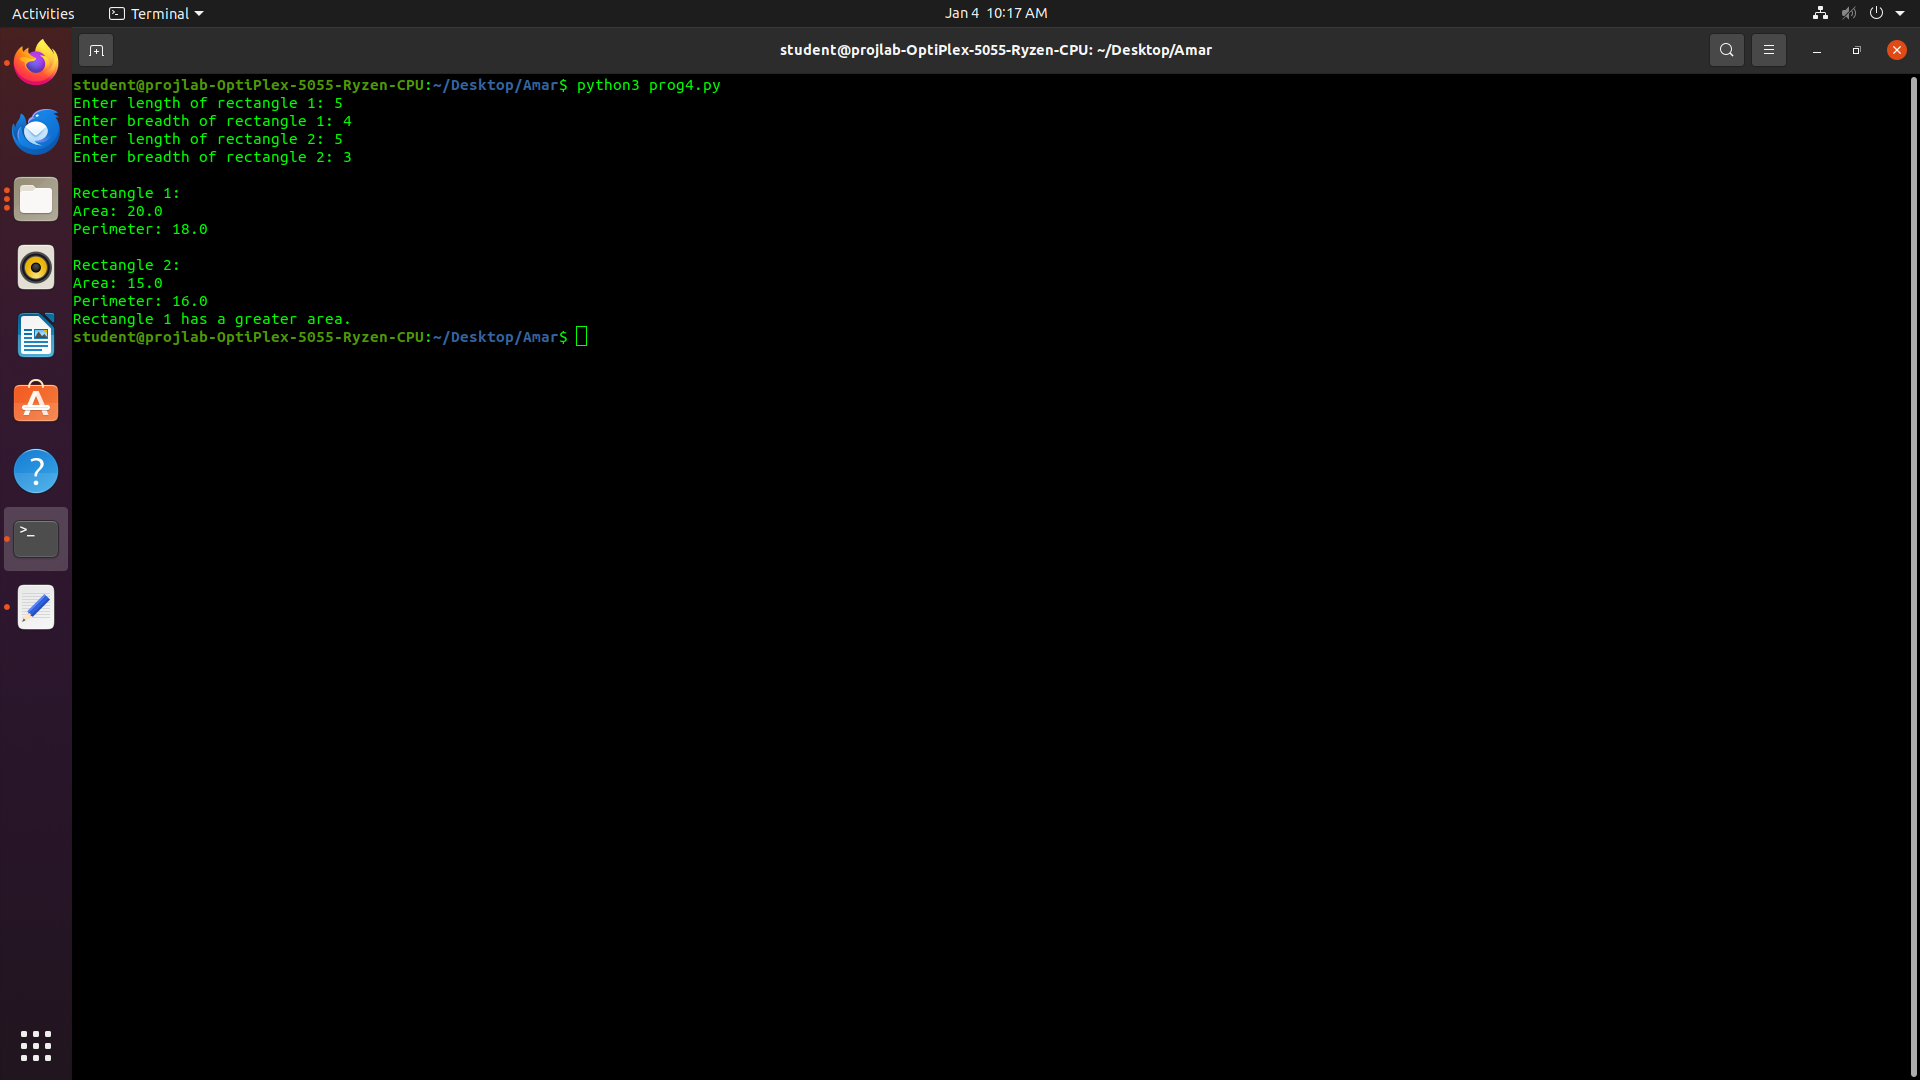 Activities
Terminal
Jan 4 10:17 AM
student@projlab-OptiPlex-5055-Ryzen-CPU: ~/Desktop/Amar
student@projlab-OptiPlex-5055-Ryzen-CPU:~/Desktop/Amar$ python3 prog4.py
Enter length of rectangle 1: 5
Enter breadth of rectangle 1: 4
Enter length of rectangle 2: 5
Enter breadth of rectangle 2: 3
Rectangle 1:
Area: 20.0
Perimeter: 18.0
Rectangle 2:
Area: 15.0
Perimeter: 16.0
Rectangle 1 has a greater area.
student@projlab-OptiPlex-5055-Ryzen-CPU:~/Desktop/Amar$